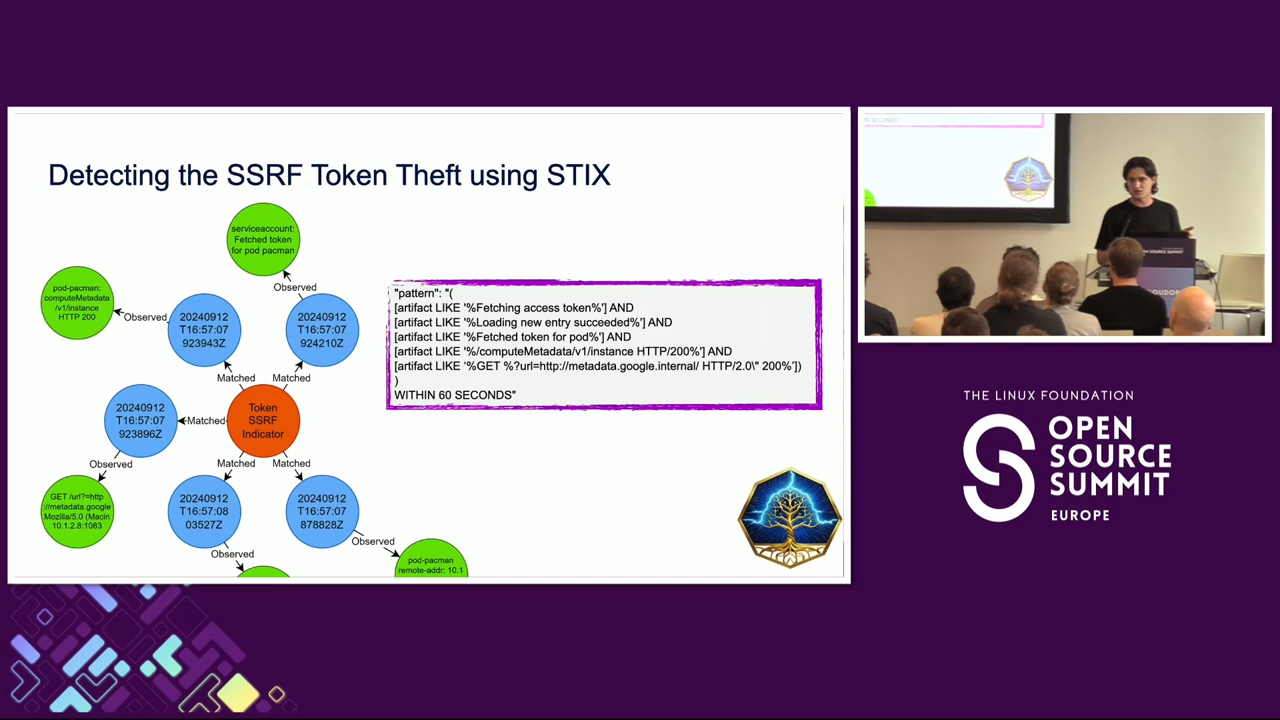 Detecting the SSRF Token Theft using STIX
serviceaccount:
Fetched token
for pod pacman
Observed
pod-pacman:
computeMetadata
/v1/instance
HTTP 200
Observed
20240912
T16:57:07
923943Z
20240912
T16:57:07
924210Z
Matched
Matched
20240912
T16:57:07
923896Z
Matched
Token
SSRF
Indicator
Observed
Matched
Matched
GET /url?=http
://metadata.google
Mozilla/5.0 (Macin
10.1.2.8:1083
20240912
T16:57:08
03527Z
20240912
T16:57:07
878828Z
Observed
Observed
pod-pacman
remote-addr: 10.1
"pattern": "(
[artifact LIKE '%Fetching access token%'] AND
[artifact LIKE '%Loading new entry succeeded%'] AND
[artifact LIKE '%Fetched token for pod%'] AND
[artifact LIKE '%/computeMetadata/v1/instance HTTP/200%'] AND
[artifact LIKE '%GET %?url=http://metadata.google.internal/ HTTP/2.0\" 200%'])
)
WITHIN 60 SECONDS"
THE LINUX FOUNDATION
OPEN
SOURCE
SUMMIT
EUROPE